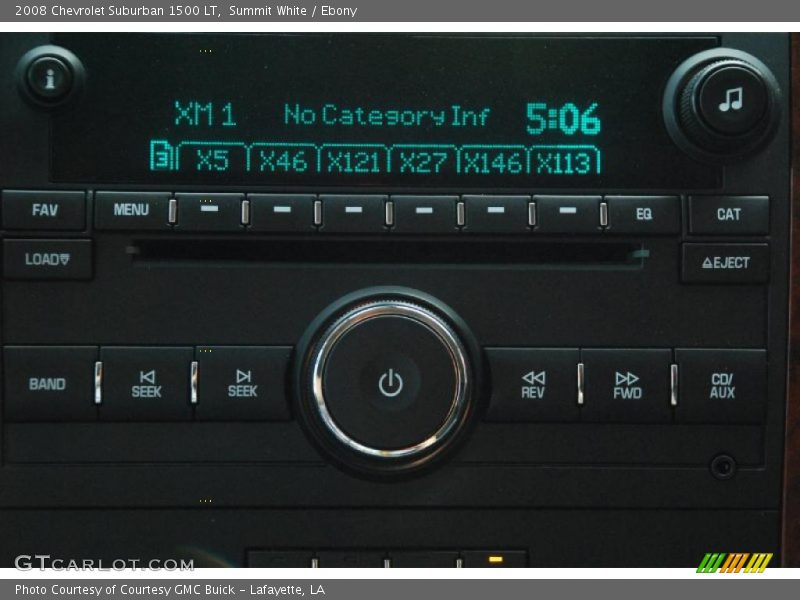 2008 Chevrolet Suburban 1500 LT, Summit White / Ebony
XM 1 No Category Inf 5:06
3 X5 X46 X121 X27 X146 X113
FAV MENU EQ CAT
LOAD EJECT
BAND SEEK SEEK REV FWD CD/
AUX
GTCARLOT.COM
Photo Courtesy of Courtesy GMC Buick - Lafayette, LA